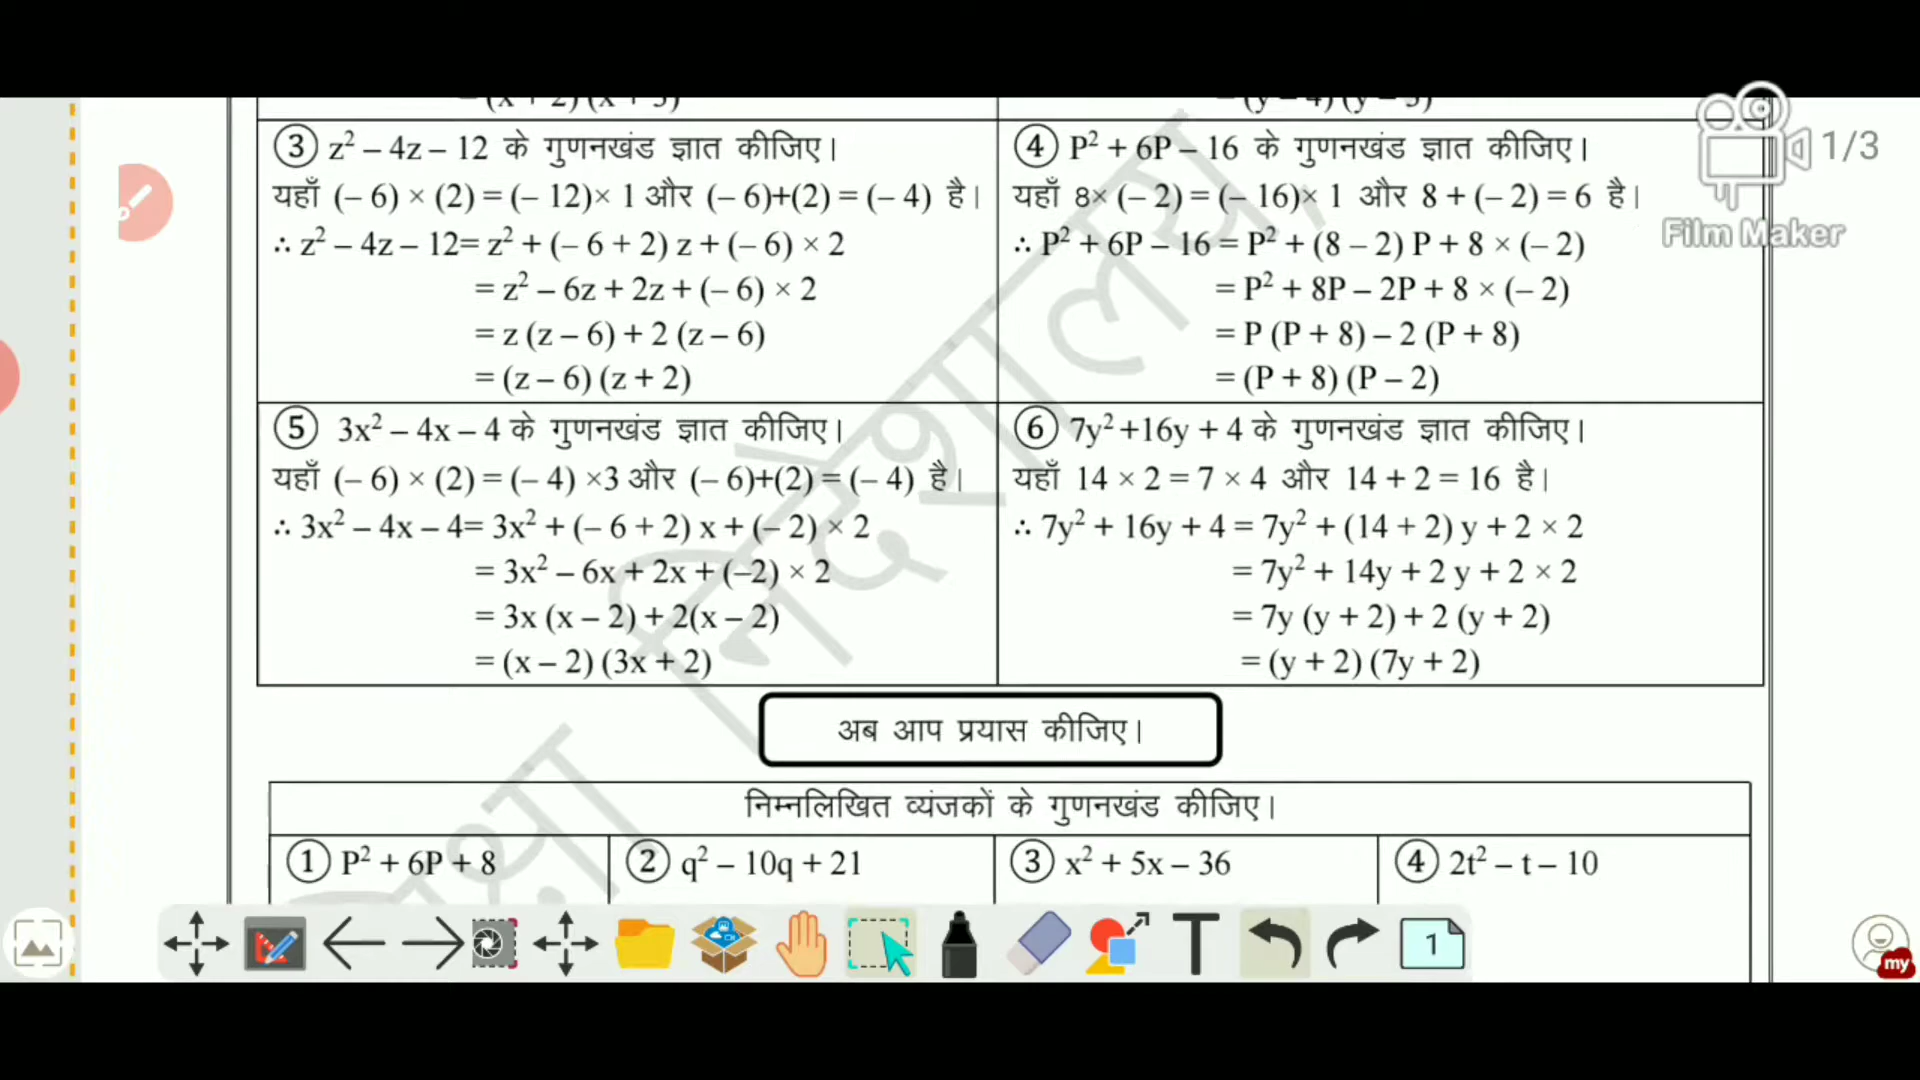 = (x + 2) (x + 3)
= (y – 4) (y – 3)
③ z² – 4z – 12 के गुणनखंड ज्ञात कीजिए।
यहाँ (– 6) × (2) = (– 12)× 1 और (– 6)+(2) = (– 4) है।
∴ z² – 4z – 12= z² + (– 6 + 2) z + (– 6) × 2
= z² – 6z + 2z + (– 6) × 2
= z (z – 6) + 2 (z – 6)
= (z – 6) (z + 2)
④ P² + 6P – 16 के गुणनखंड ज्ञात कीजिए।
यहाँ 8× (– 2) = (– 16)× 1 और 8 + (– 2) = 6 है।
∴ P² + 6P – 16 = P² + (8 – 2) P + 8 × (– 2)
= P² + 8P – 2P + 8 × (– 2)
= P (P + 8) – 2 (P + 8)
= (P + 8) (P – 2)
1/3
Film Maker
⑤ 3x² – 4x – 4 के गुणनखंड ज्ञात कीजिए।
यहाँ (– 6) × (2) = (– 4) ×3 और (– 6)+(2) = (– 4) है।
∴ 3x² – 4x – 4= 3x² + (– 6 + 2) x + (– 2) × 2
= 3x² – 6x + 2x + (–2) × 2
= 3x (x – 2) + 2(x – 2)
= (x – 2) (3x + 2)
⑥ 7y² +16y + 4 के गुणनखंड ज्ञात कीजिए।
यहाँ 14 × 2 = 7 × 4 और 14 + 2 = 16 है।
∴ 7y² + 16y + 4 = 7y² + (14 + 2) y + 2 × 2
= 7y² + 14y + 2 y + 2 × 2
= 7y (y + 2) + 2 (y + 2)
= (y + 2) (7y + 2)
निदेशालय,
अब आप प्रयास कीजिए।
निम्नलिखित व्यंजकों के गुणनखंड कीजिए।
① P² + 6P + 8
② q² – 10q + 21
③ x² + 5x – 36
④ 2t² – t – 10
T
1
my